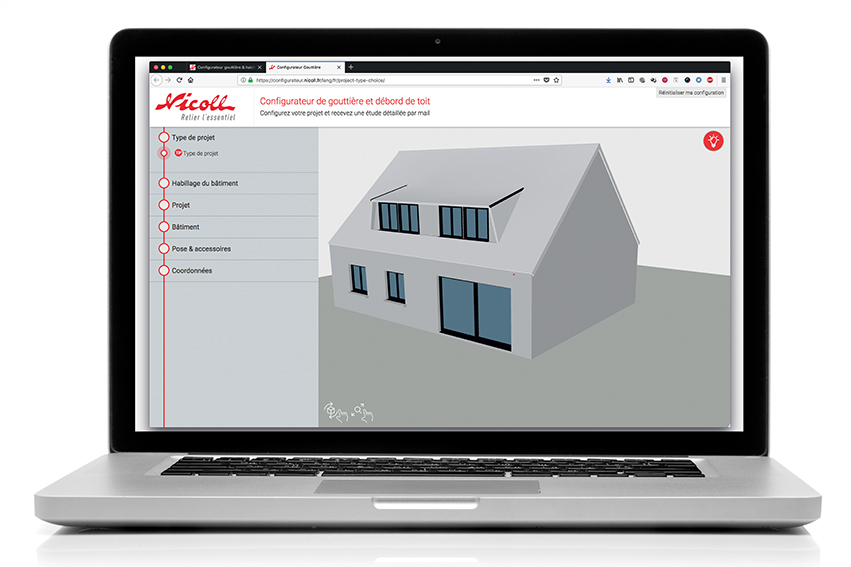 Configurateur gouttière & habill
Configurateur Gouttière
https://configurateur.nicoll.fr/lang/fr/project-type-choice/
Réinitialiser ma configuration
Nicoll
Relier l'essentiel
Configurateur de gouttière et débord de toit
Configurez votre projet et recevez une étude détaillée par mail
Type de projet
TIP Type de projet
Habillage du bâtiment
Projet
Bâtiment
Pose & accessoires
Coordonnées